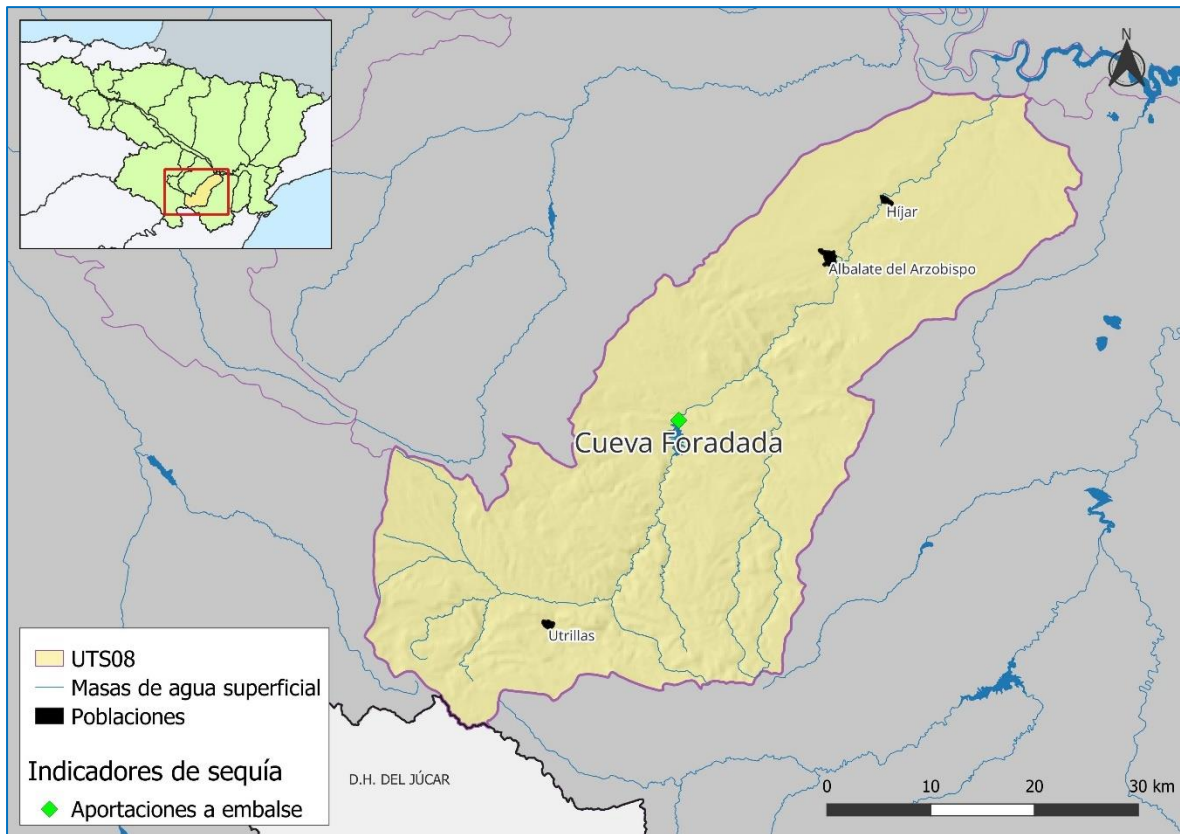 N
Híjar
Albalate del Arzobispo
Cueva Foradada
Utrillas
UTS08
Masas de agua superficial
Poblaciones
Indicadores de sequía
Aportaciones a embalse
D.H. DEL JÚCAR
0 10 20 30 km